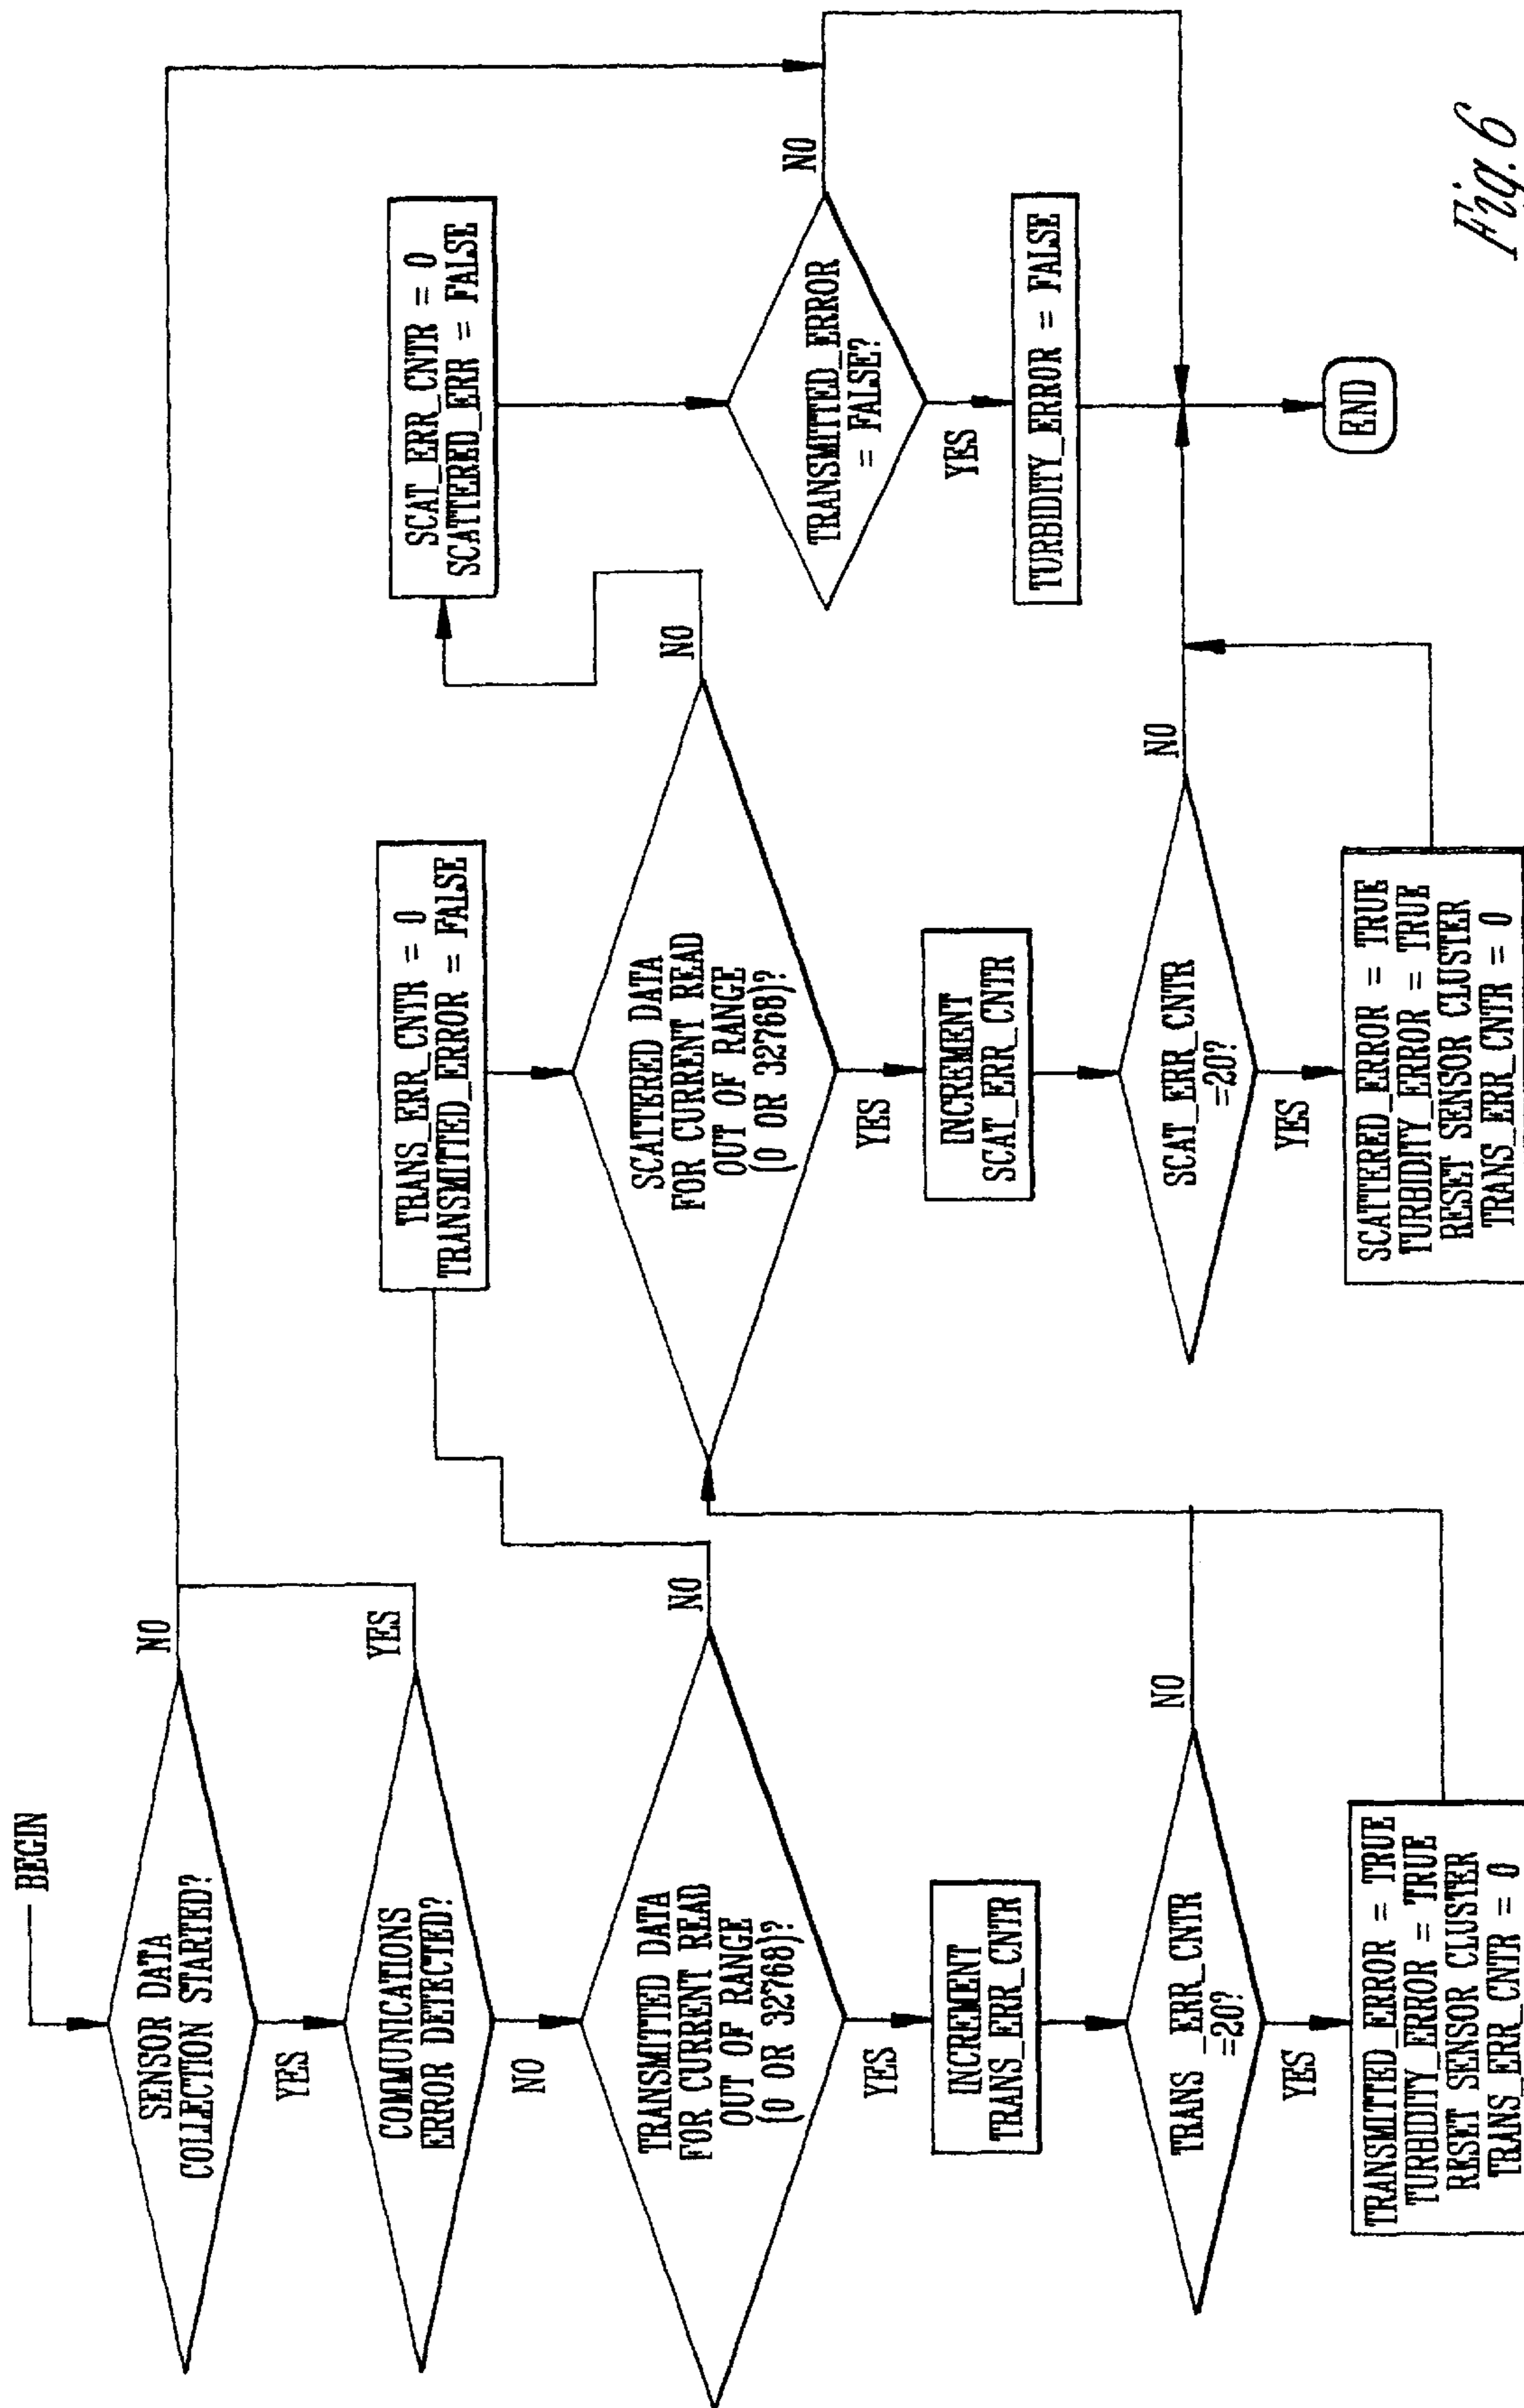 BEGIN
SENSOR DATA
COLLECTION STARTED?
NO
YES
COMMUNICATIONS
ERROR DETECTED?
YES
NO
TRANSMITTED DATA
FOR CURRENT READ
OUT OF RANGE
(0 OR 32768)?
NO
YES
INCREMENT
TRANS_ERR_CNTR
TRANS _ERR_CNTR
=20?
NO
YES
TRANSMITTED_ERROR = TRUE
TURBIDITY_ERROR = TRUE
RESET SENSOR CLUSTER
TRANS_ERR_CNTR = 0
TRANS_ERR_CNTR = 0
TRANSMITTED_ERROR = FALSE
SCATTERED DATA
FOR CURRENT READ
OUT OF RANGE
(0 OR 32768)?
NO
YES
INCREMENT
SCAT_ERR_CNTR
SCAT_ERR_CNTR
=20?
NO
YES
SCATTERED_ERROR = TRUE
TURBIDITY_ERROR = TRUE
RESET SENSOR CLUSTER
TRANS_ERR_CNTR = 0
SCAT_ERR_CNTR = 0
SCATTERED_ERR = FALSE
TRANSMITTED_ERROR
= FALSE?
NO
YES
TURBIDITY_ERROR = FALSE
END
Fig. 6